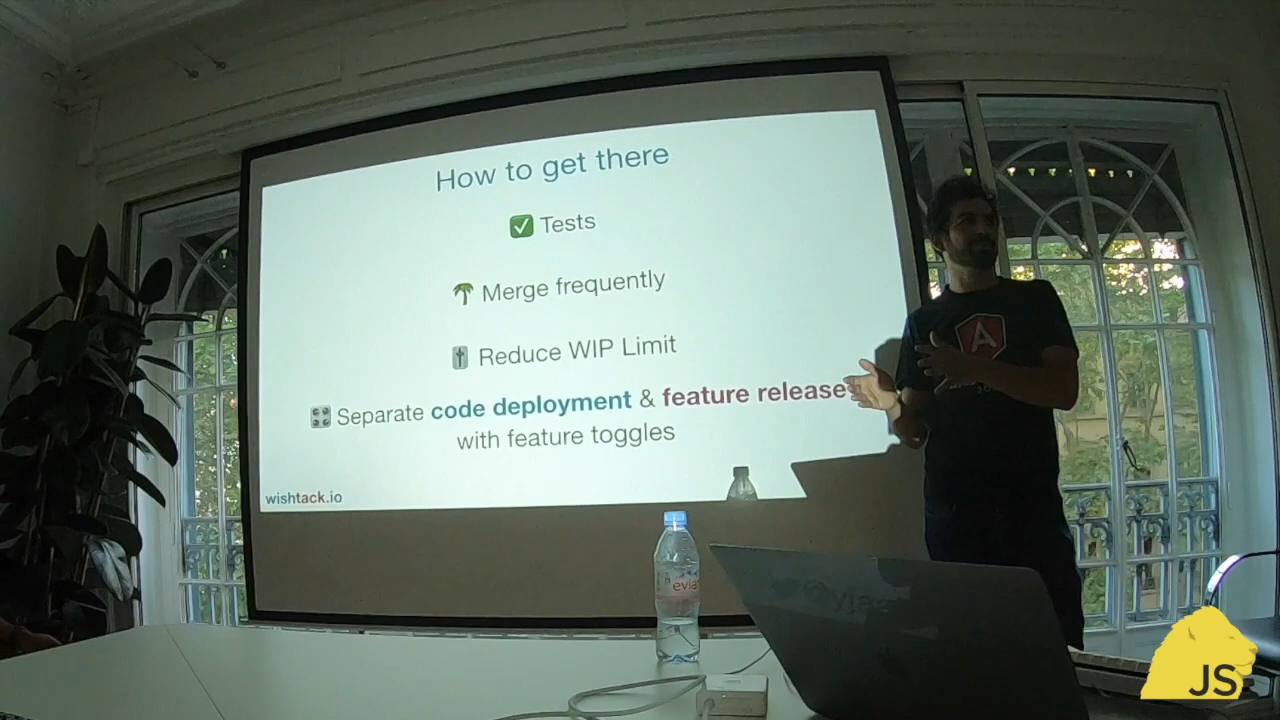 How to get there
✅ Tests
🌴 Merge frequently
Reduce WIP Limit
🎛 Separate code deployment & feature release
with feature toggles
wishtack.io
A
evia
JS